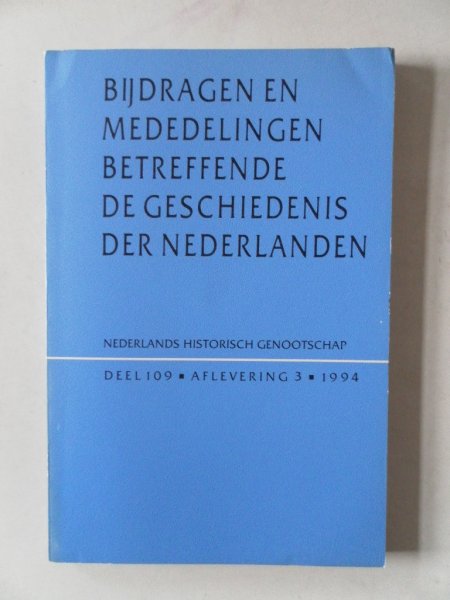 BIJDRAGEN EN
MEDEDELINGEN
BETREFFENDE
DE GESCHIEDENIS
DER NEDERLANDEN
NEDERLANDS HISTORISCH GENOOTSCHAP
DEEL 109 ▪ AFLEVERING 3 ▪ 1994